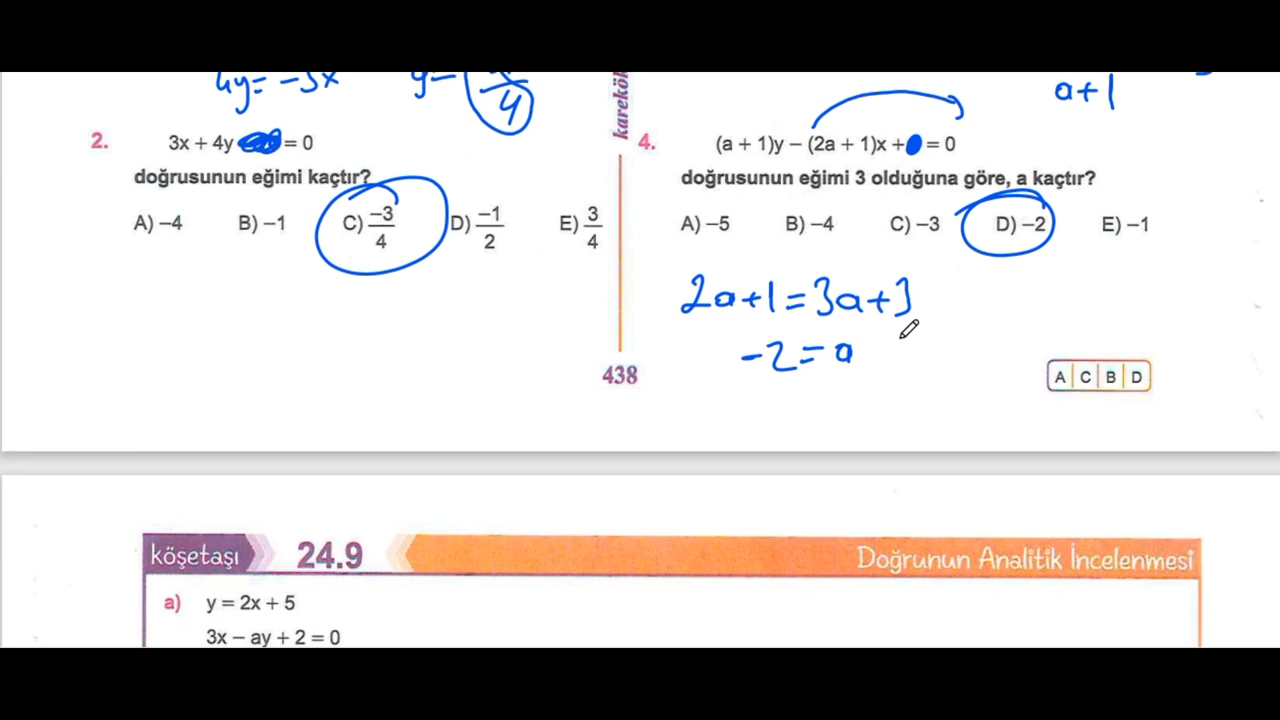 4y = -3x
4
karekök
a+1
2. 3x + 4y = 0
doğrusunun eğimi kaçtır?
A) –4 B) –1 C) –3/4 D) –1/2 E) 3/4
4. (a + 1)y – (2a + 1)x + = 0
doğrusunun eğimi 3 olduğuna göre, a kaçtır?
A) –5 B) –4 C) –3 D) –2 E) –1
2a+1=3a+3
-2=a
438
A C B D
köşetaşı 24.9 Doğrunun Analitik İncelenmesi
a) y = 2x + 5
3x – ay + 2 = 0